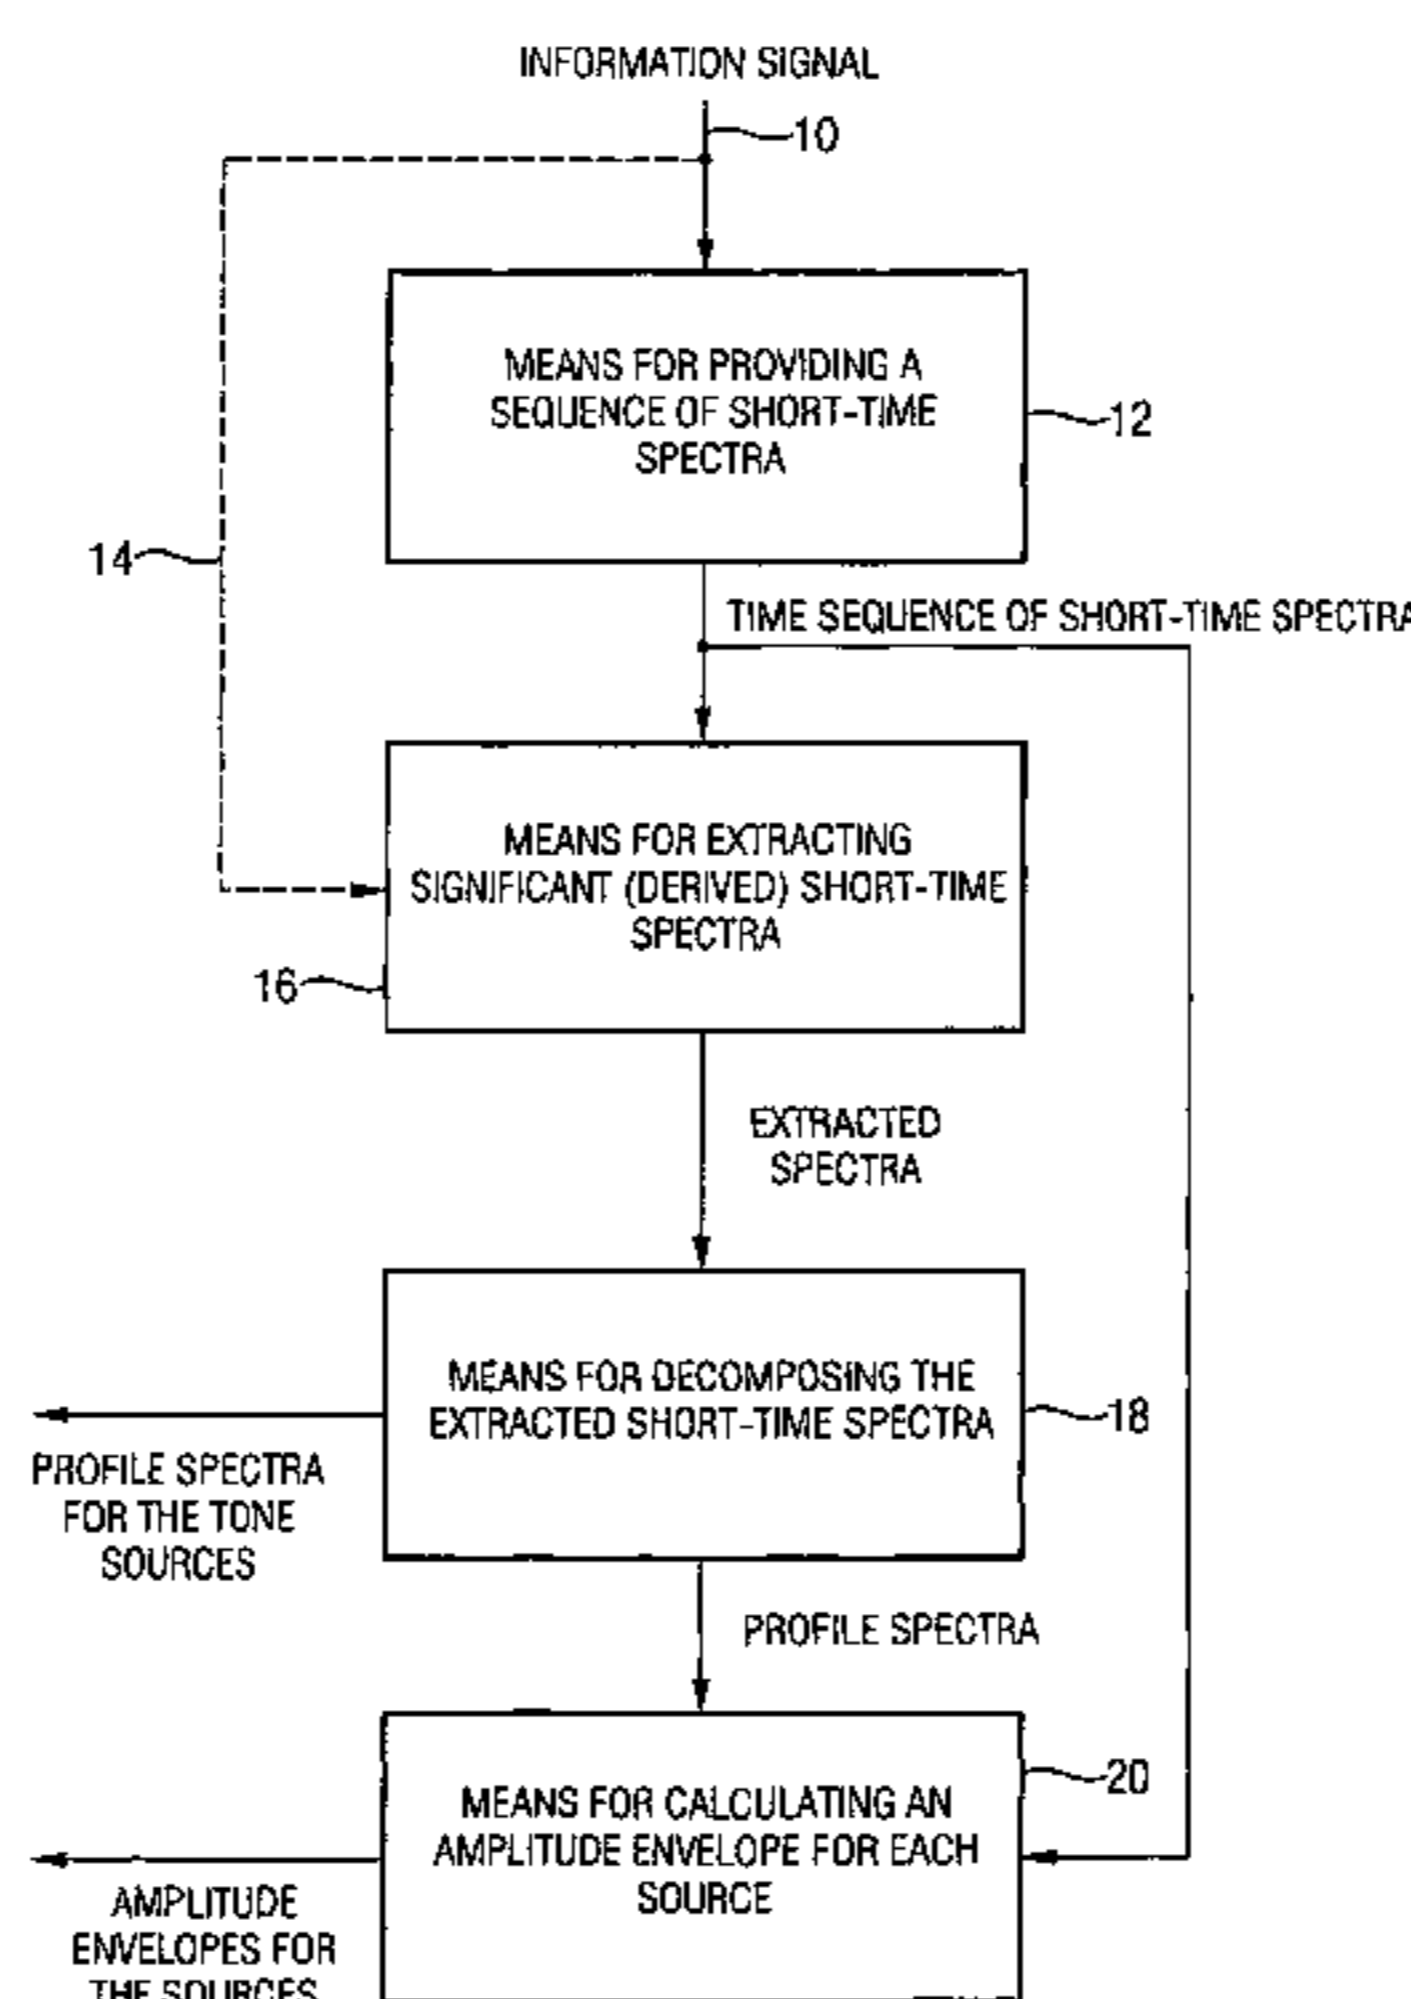 INFORMATION SIGNAL
10
MEANS FOR PROVIDING A
SEQUENCE OF SHORT-TIME
SPECTRA
12
14
TIME SEQUENCE OF SHORT-TIME SPECTRA
MEANS FOR EXTRACTING
SIGNIFICANT (DERIVED) SHORT-TIME
SPECTRA
16
EXTRACTED
SPECTRA
MEANS FOR DECOMPOSING THE
EXTRACTED SHORT-TIME SPECTRA
18
PROFILE SPECTRA
FOR THE TONE
SOURCES
PROFILE SPECTRA
20
MEANS FOR CALCULATING AN
AMPLITUDE ENVELOPE FOR EACH
SOURCE
AMPLITUDE
ENVELOPES FOR
THE SOURCES